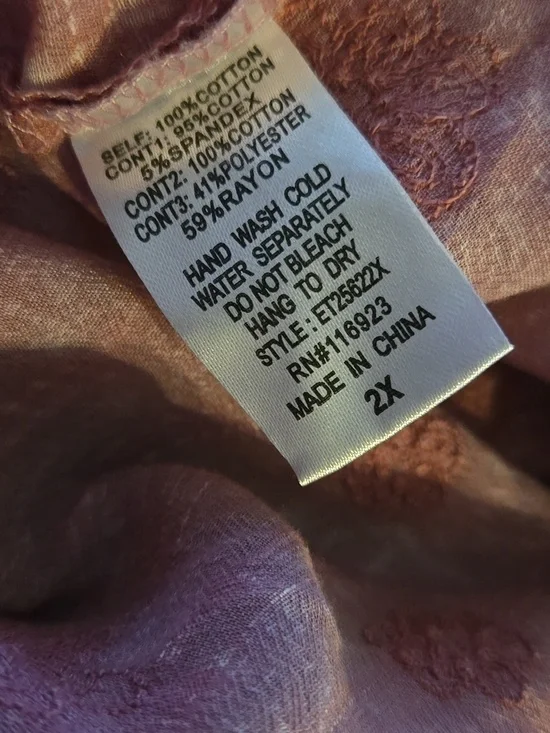 SELF: 100%COTTON
CONT1: 95%COTTON
5%SPANDEX
CONT2: 100%COTTON
CONT3: 41%POLYESTER
59%RAYON
HAND WASH COLD
WATER SEPARATELY
DO NOT BLEACH
HANG TO DRY
STYLE: ET25622X
RN#116923
MADE IN CHINA
2X